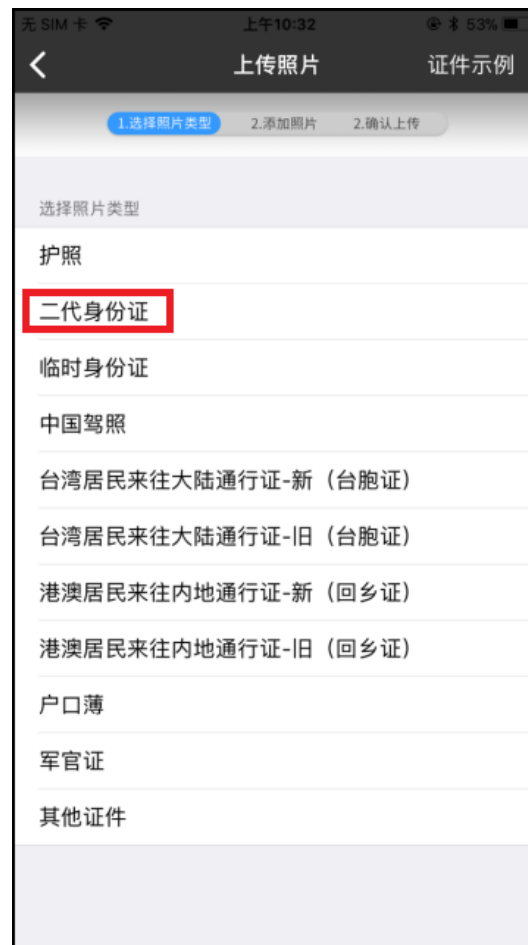 无 SIM 卡 上午10:32 53%
上传照片 证件示例
1.选择照片类型 2.添加照片 2.确认上传
选择照片类型
护照
二代身份证
临时身份证
中国驾照
台湾居民来往大陆通行证-新（台胞证）
台湾居民来往大陆通行证-旧（台胞证）
港澳居民来往内地通行证-新（回乡证）
港澳居民来往内地通行证-旧（回乡证）
户口薄
军官证
其他证件